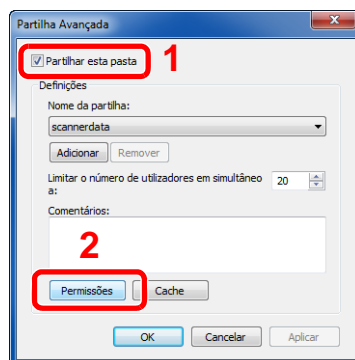 Partilha Avançada
Partilhar esta pasta 1
Definições
Nome da partilha:
scannerdata
Adicionar Remover
Limitar o número de utilizadores em simultâneo 20
a:
Comentários:
2
Permissões Cache
OK Cancelar Aplicar